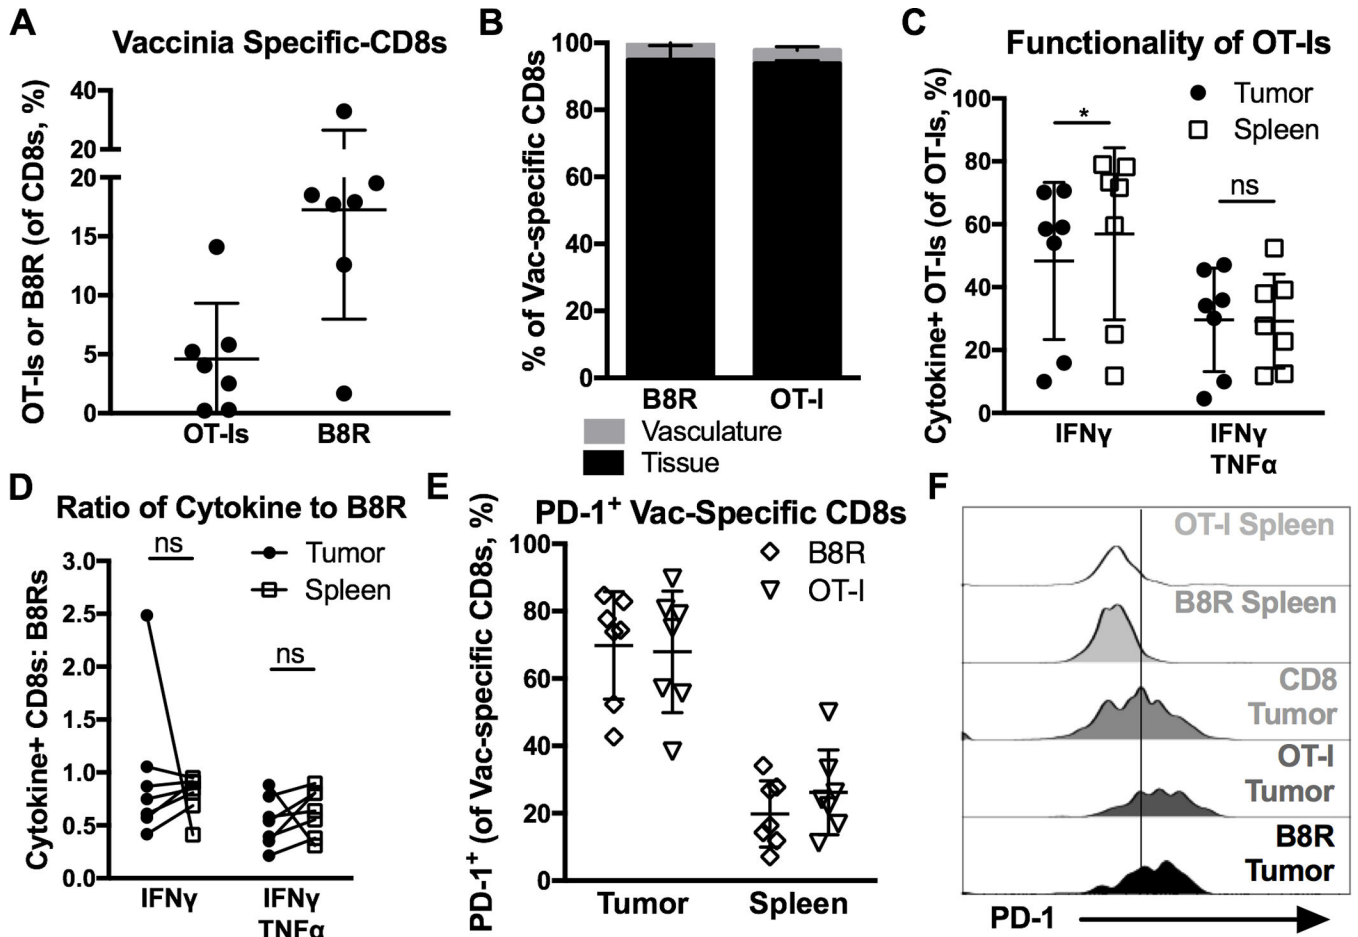 A
Vaccinia Specific-CD8s
OT-Is or B8R (of CD8s, %)
40
20
20
15
10
5
0
OT-Is
B8R
B
% of Vac-specific CD8s
100
80
60
40
20
0
B8R
OT-I
Vasculature
Tissue
C
Functionality of OT-Is
Cytokine+ OT-Is (of OT-Is, %)
Tumor
Spleen
100
80
60
40
20
0
*
ns
IFNγ
IFNγ
TNFα
D
Ratio of Cytokine to B8R
Cytokine+ CD8s: B8Rs
ns
Tumor
Spleen
ns
3.0
2.5
2.0
1.5
1.0
0.5
0.0
IFNγ
IFNγ
TNFα
E
PD-1+ Vac-Specific CD8s
PD-1+ (of Vac-specific CD8s, %)
B8R
OT-I
100
80
60
40
20
0
Tumor
Spleen
F
OT-I Spleen
B8R Spleen
CD8
Tumor
OT-I
Tumor
B8R
Tumor
PD-1